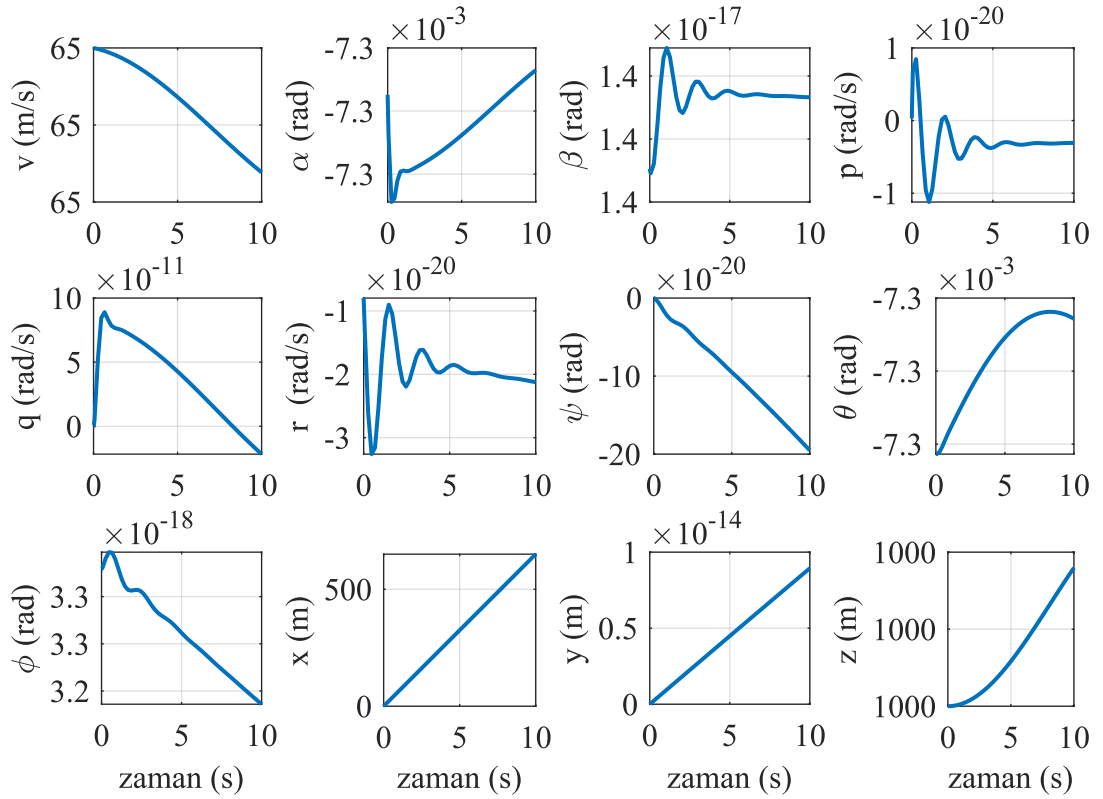 ×10^-3
×10^-17
×10^-20
v (m/s)
65
65
65
0 5 10
α (rad)
-7.3
-7.3
-7.3
0 5 10
β (rad)
1.4
1.4
1.4
0 5 10
p (rad/s)
1
0
-1
0 5 10
×10^-11
×10^-20
×10^-20
×10^-3
q (rad/s)
10
5
0
0 5 10
r (rad/s)
-1
-2
-3
0 5 10
ψ (rad)
0
-10
-20
0 5 10
θ (rad)
-7.3
-7.3
-7.3
0 5 10
×10^-18
×10^-14
ϕ (rad)
3.3
3.3
3.2
0 5 10
zaman (s)
x (m)
500
0
0 5 10
zaman (s)
y (m)
1
0.5
0
0 5 10
zaman (s)
z (m)
1000
1000
1000
0 5 10
zaman (s)